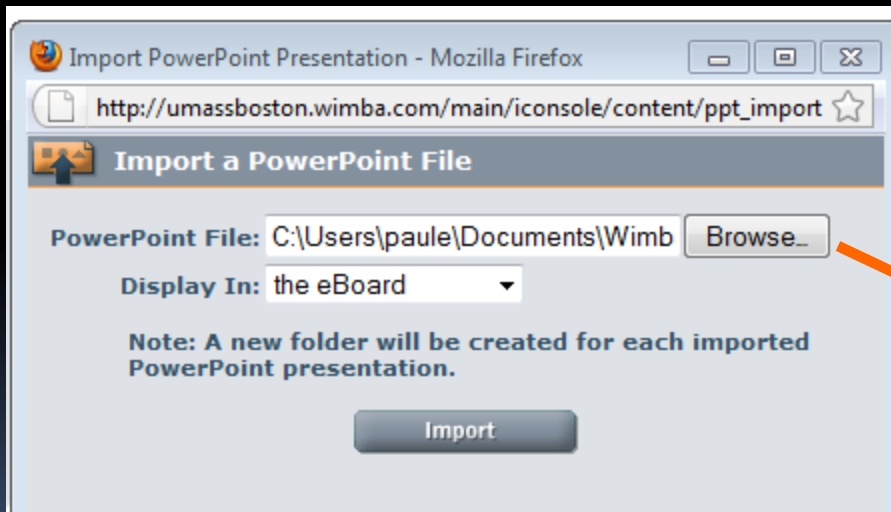 Import PowerPoint Presentation - Mozilla Firefox
http://umassboston.wimba.com/main/iconsole/content/ppt_import
Import a PowerPoint File
PowerPoint File: C:\Users\paule\Documents\Wimb Browse...
Display In: the eBoard
Note: A new folder will be created for each imported
PowerPoint presentation.
Import